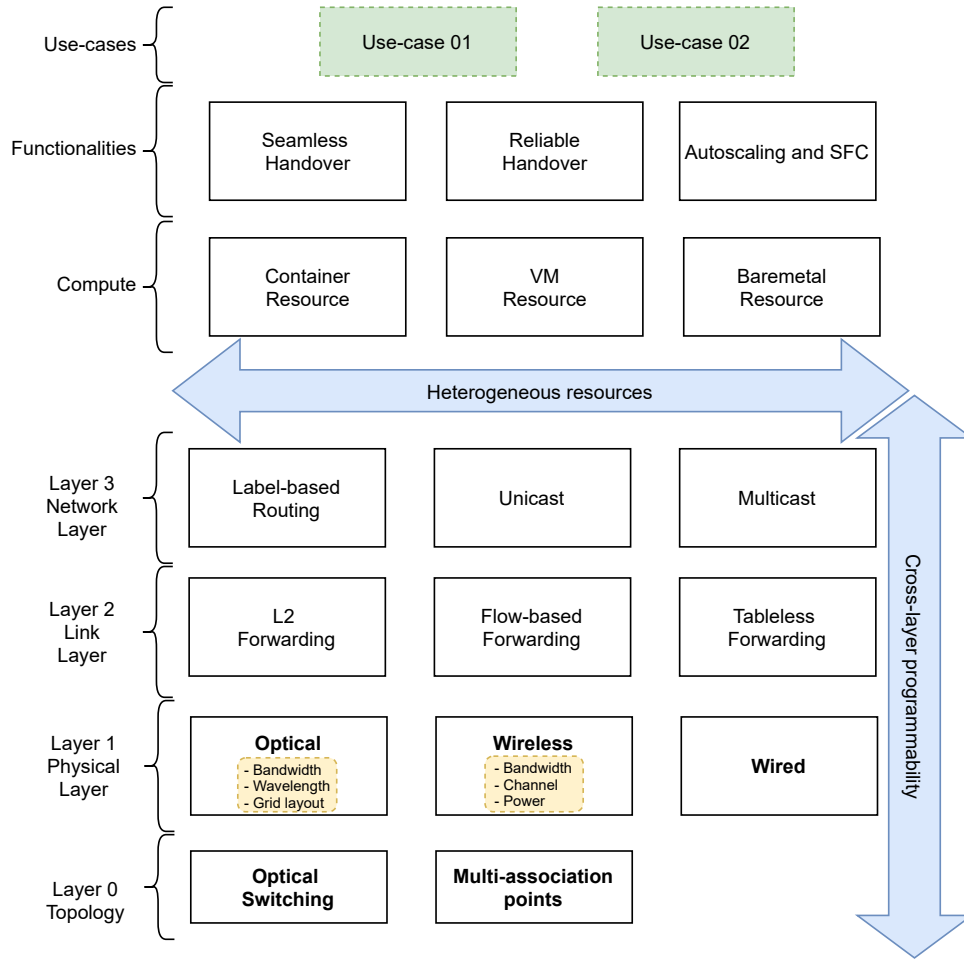 Use-cases
Use-case 01
Use-case 02
Functionalities
Seamless
Handover
Reliable
Handover
Autoscaling and SFC
Compute
Container
Resource
VM
Resource
Baremetal
Resource
Heterogeneous resources
Layer 3
Network
Layer
Label-based
Routing
Unicast
Multicast
Layer 2
Link
Layer
L2
Forwarding
Flow-based
Forwarding
Tableless
Forwarding
Cross-layer programmability
Layer 1
Physical
Layer
Optical
- Bandwidth
- Wavelength
- Grid layout
Wireless
- Bandwidth
- Channel
- Power
Wired
Layer 0
Topology
Optical
Switching
Multi-association
points